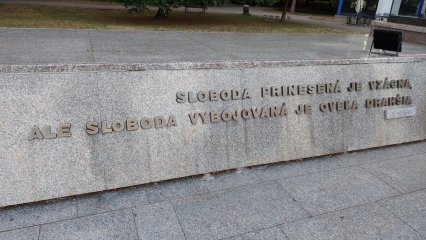 SLOBODA PRINESENÁ JE VZÁCNA,
ALE SLOBODA VYBOJOVANÁ JE OVEĽA DRAHŠIA